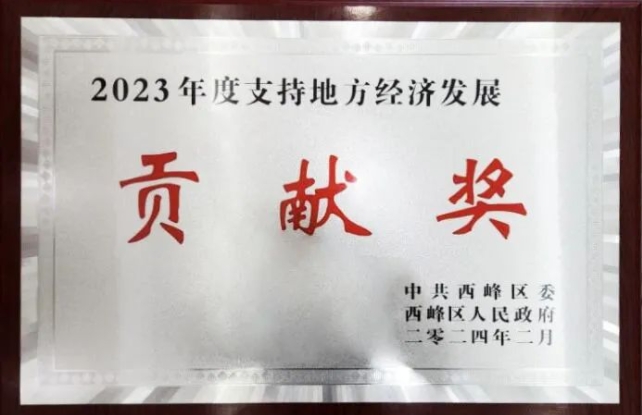 2023年度支持地方经济发展
贡献奖
中共西峰区委
西峰区人民政府
二零二四年二月